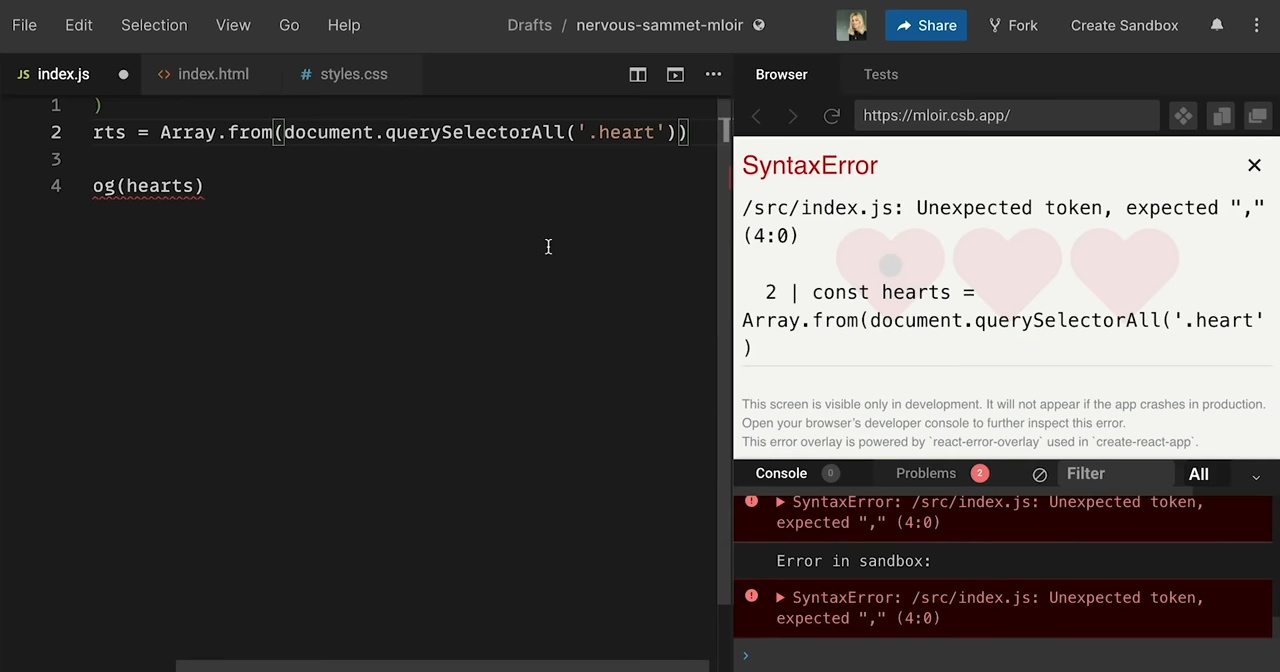 File Edit Selection View Go Help Drafts / nervous-sammet-mloir Share Fork Create Sandbox
JS index.js <> index.html # styles.css ••• Browser Tests
https://mloir.csb.app/
1 )
2 rts = Array.from(document.querySelectorAll('.heart'))
3
4 og(hearts)
SyntaxError
/src/index.js: Unexpected token, expected ","
(4:0)
2 | const hearts =
Array.from(document.querySelectorAll('.heart'
)
This screen is visible only in development. It will not appear if the app crashes in production.
Open your browser's developer console to further inspect this error.
This error overlay is powered by `react-error-overlay` used in `create-react-app`.
Console 0 Problems 2 Filter All
SyntaxError: /src/index.js: Unexpected token,
expected "," (4:0)
Error in sandbox:
SyntaxError: /src/index.js: Unexpected token,
expected "," (4:0)